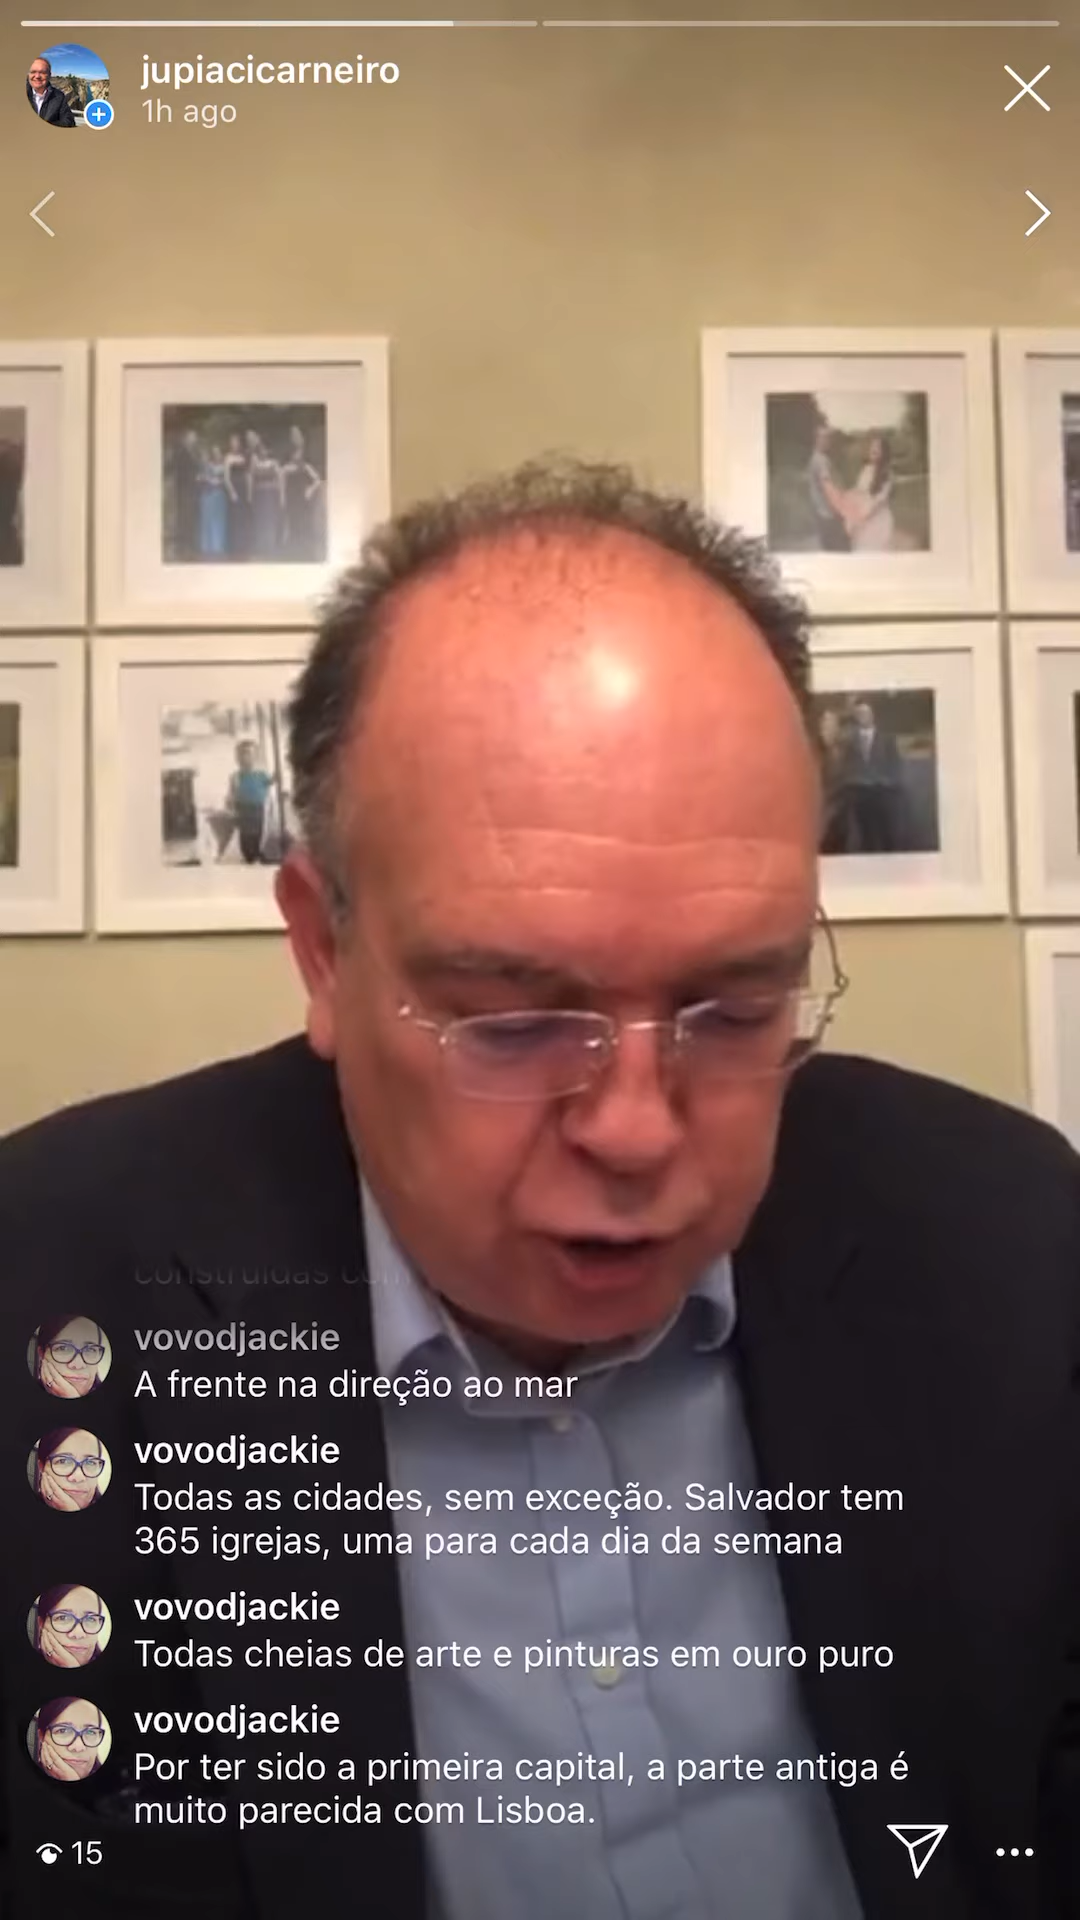 jupiacicarneiro
1h ago
construídas com
vovodjackie
A frente na direção ao mar
vovodjackie
Todas as cidades, sem exceção. Salvador tem
365 igrejas, uma para cada dia da semana
vovodjackie
Todas cheias de arte e pinturas em ouro puro
vovodjackie
Por ter sido a primeira capital, a parte antiga é
muito parecida com Lisboa.
15